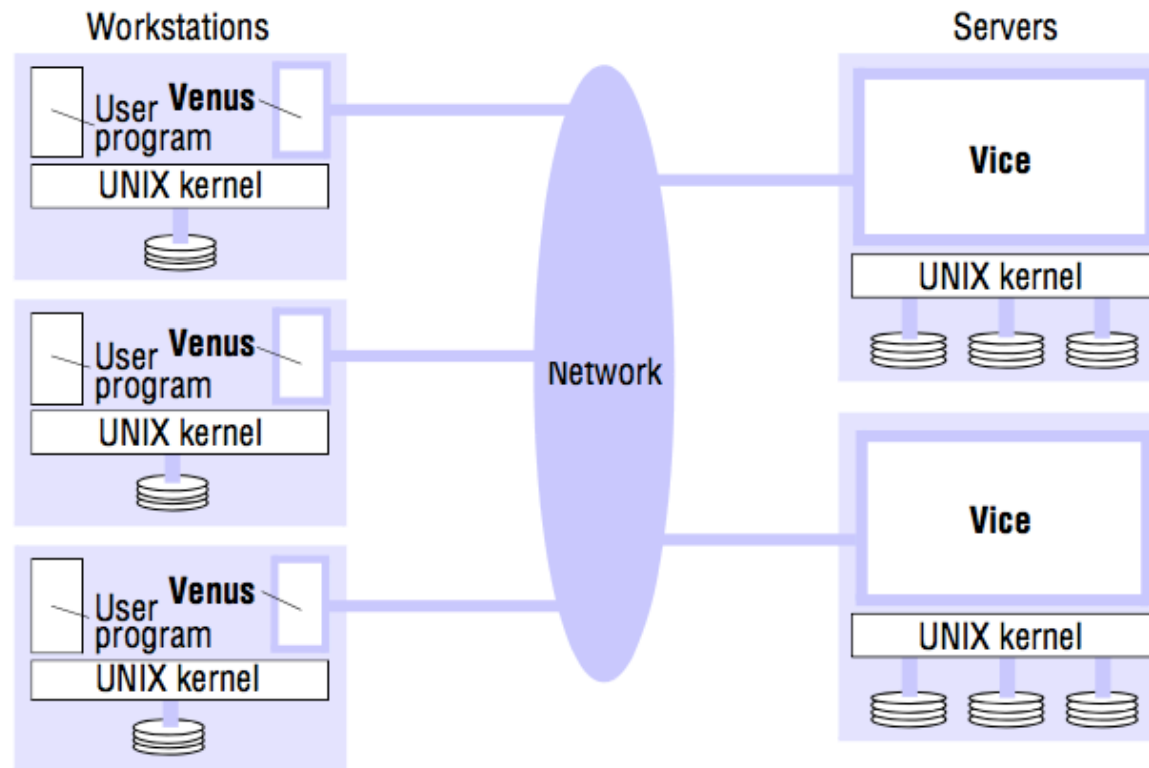 Workstations
Servers
User
program
Venus
UNIX kernel
User
program
Venus
UNIX kernel
User
program
Venus
UNIX kernel
Network
Vice
UNIX kernel
Vice
UNIX kernel